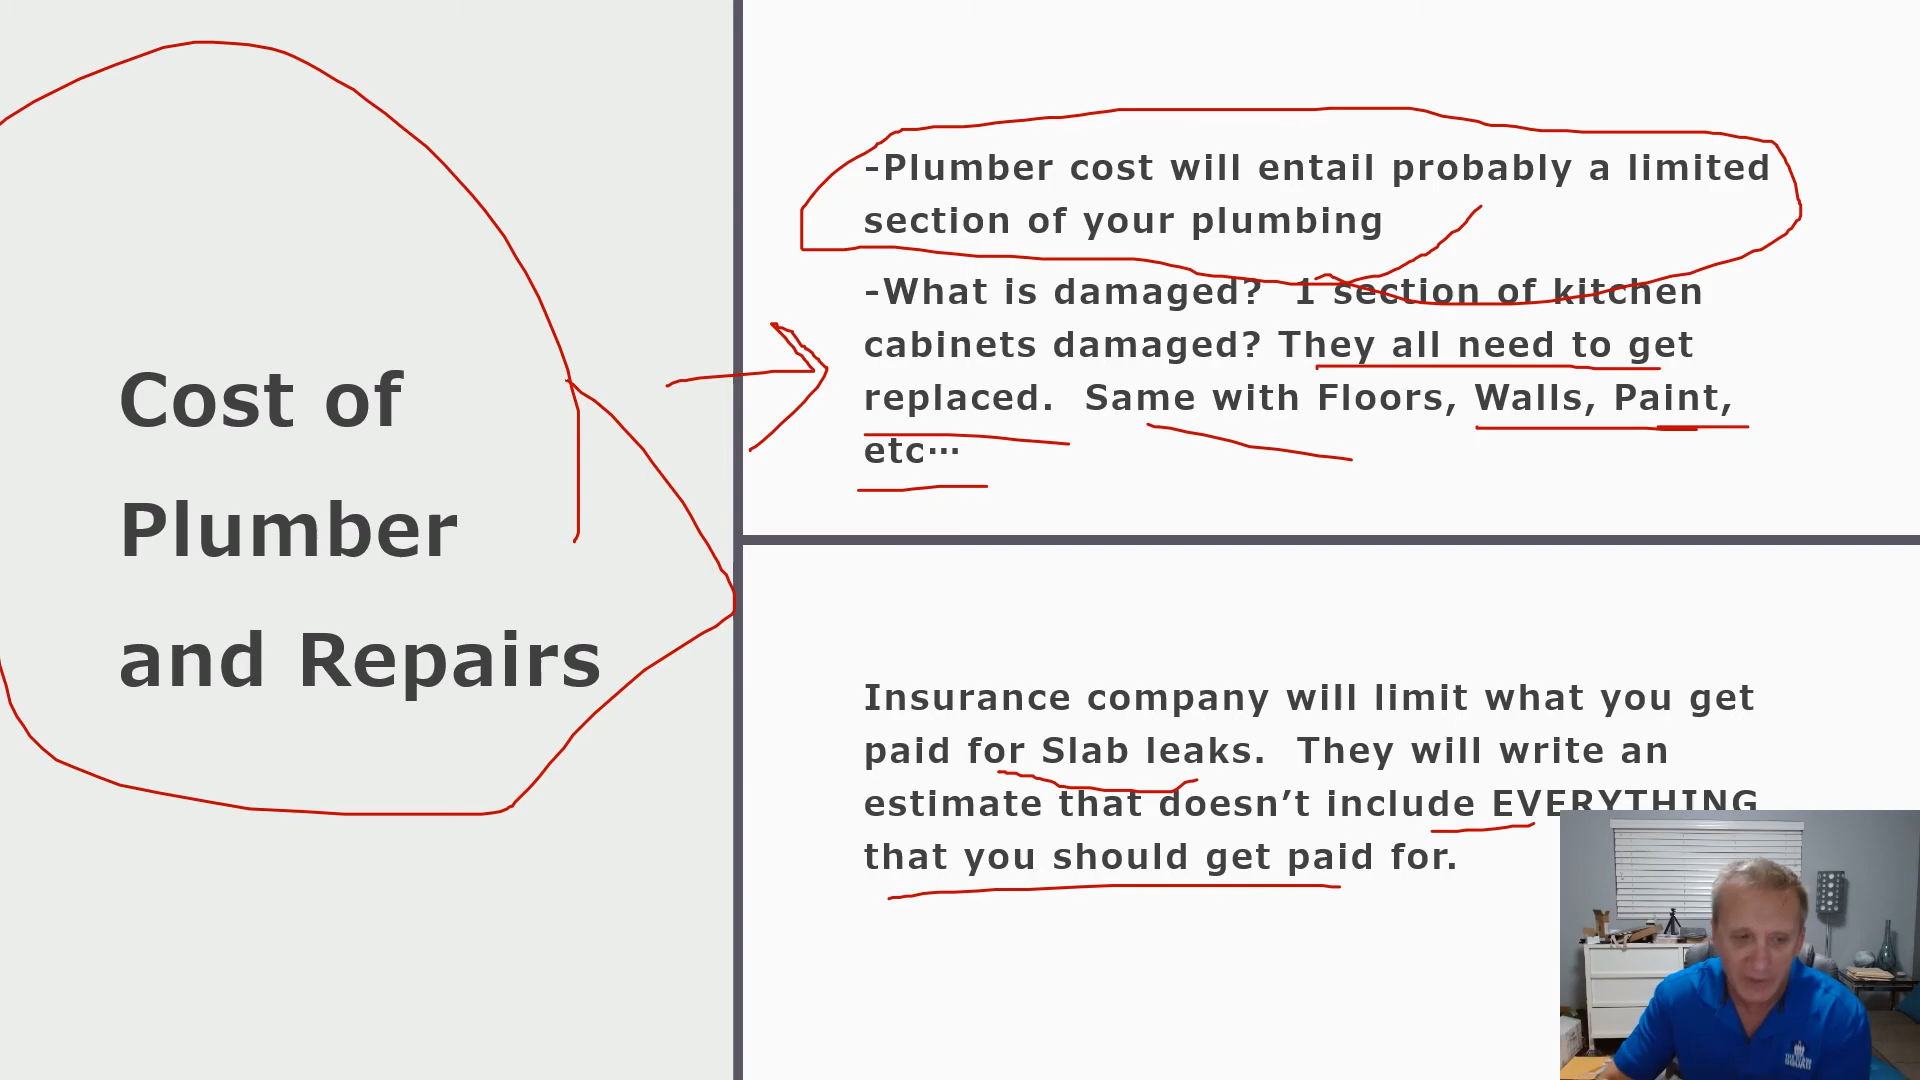 Cost of
Plumber
and Repairs
-Plumber cost will entail probably a limited
section of your plumbing
-What is damaged?  1 section of kitchen
cabinets damaged? They all need to get
replaced.  Same with Floors, Walls, Paint,
etc…
Insurance company will limit what you get
paid for Slab leaks.  They will write an
estimate that doesn’t include EVERYTHING
that you should get paid for.